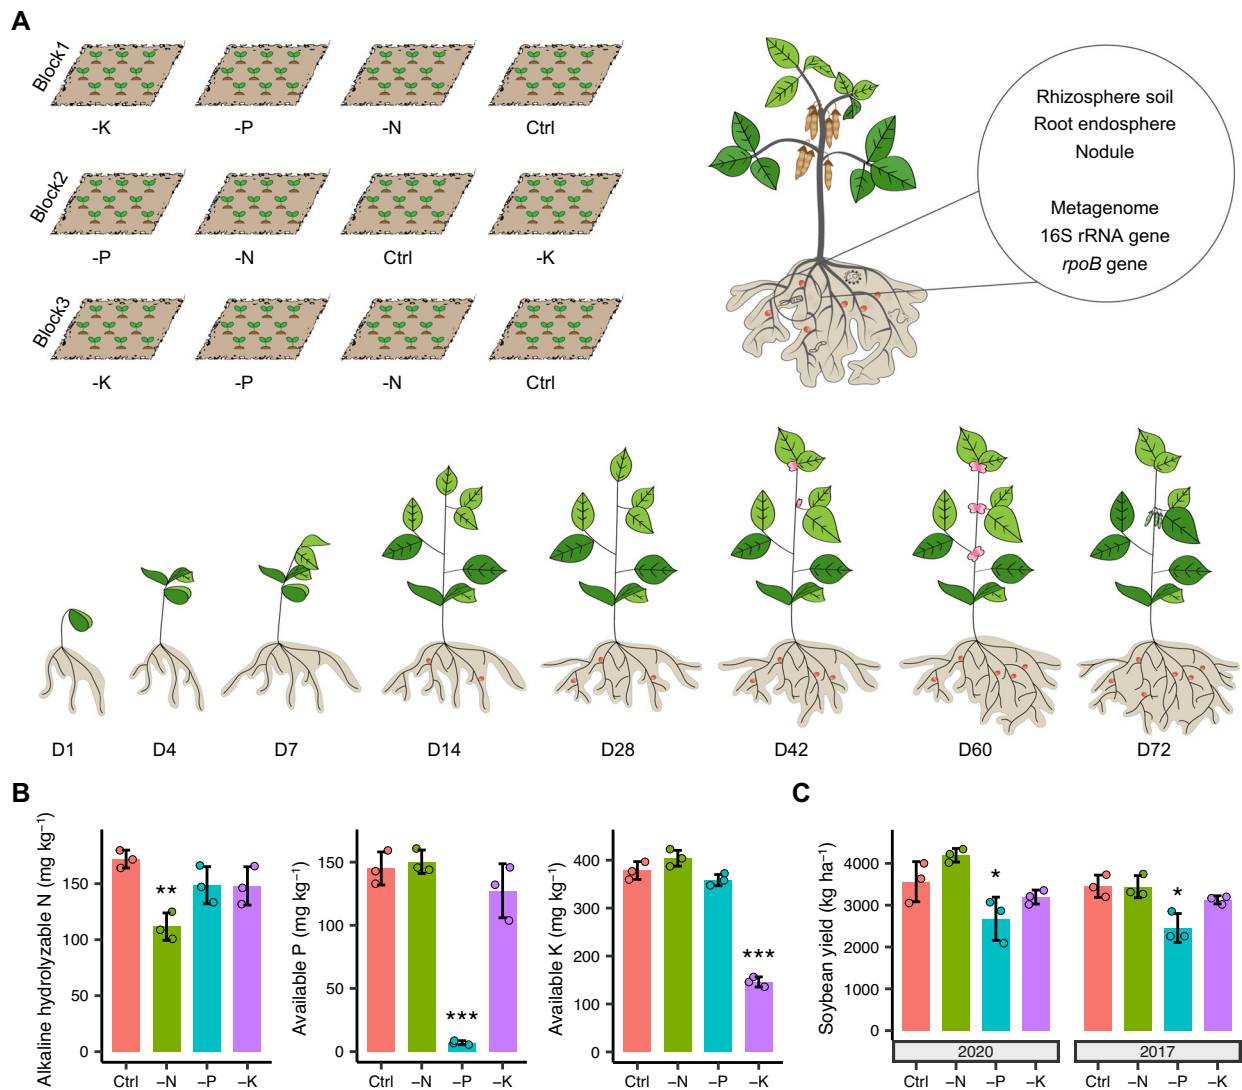 A
Block1
-K -P -N Ctrl
Block2
-P -N Ctrl -K
Block3
-K -P -N Ctrl
Rhizosphere soil
Root endosphere
Nodule
Metagenome
16S rRNA gene
rpoB gene
D1 D4 D7 D14 D28 D42 D60 D72
B
Alkaline hydrolyzable N (mg kg⁻¹)
150
100
50
0
**
Ctrl –N –P –K
Available P (mg kg⁻¹)
150
100
50
0
***
Ctrl –N –P –K
Available K (mg kg⁻¹)
400
300
200
100
0
***
Ctrl –N –P –K
C
Soybean yield (kg ha⁻¹)
4000
3000
2000
1000
0
* *
2020 2017
Ctrl –N –P –K Ctrl –N –P –K